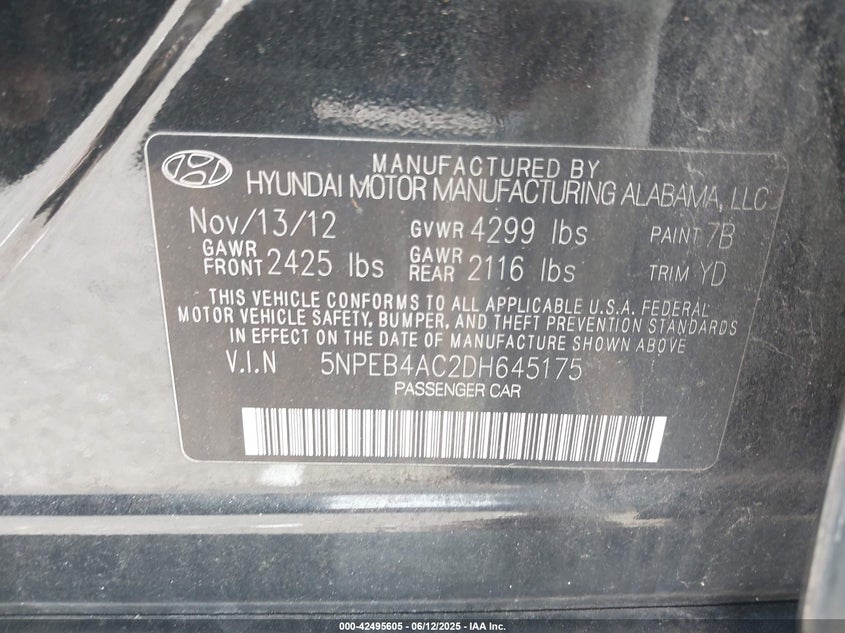 MANUFACTURED BY
HYUNDAI MOTOR MANUFACTURING ALABAMA, LLC
Nov/13/12 GVWR 4299 lbs PAINT 7B
GAWR FRONT 2425 lbs GAWR REAR 2116 lbs TRIM YD
THIS VEHICLE CONFORMS TO ALL APPLICABLE U.S.A. FEDERAL
MOTOR VEHICLE SAFETY, BUMPER, AND THEFT PREVENTION STANDARDS
IN EFFECT ON THE DATE OF MANUFACTURE SHOWN ABOVE
V.I.N 5NPEB4AC2DH645175
PASSENGER CAR
000-42495605 - 06/12/2025 - IAA Inc.